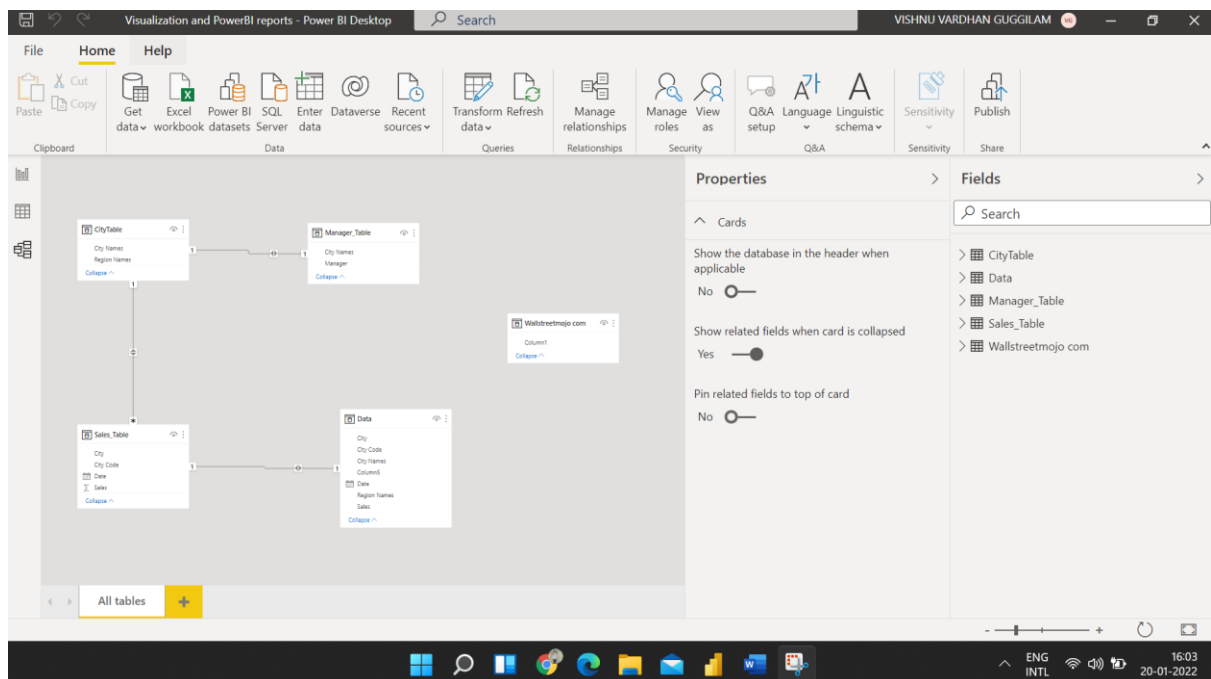 Visualization and PowerBI reports - Power BI Desktop
Search
VISHNU VARDHAN GUGGILAM
VG
File
Home
Help
Paste
Cut
Copy
Get data
Excel workbook
Power BI datasets
SQL Server
Enter data
Dataverse
Recent sources
Transform data
Refresh
Manage relationships
Manage roles
View as
Q&A setup
Language
Linguistic schema
Sensitivity
Publish
Clipboard
Data
Queries
Relationships
Security
Q&A
Sensitivity
Share
CityTable
City Names
Region Names
Collapse
1
1
Manager_Table
City Names
Manager
Collapse
1
Wallstreetmojo com
Column1
Collapse
*
Sales_Table
City
City Code
Date
Σ Sales
Collapse
1
1
Data
City
City Code
City Names
Column5
Date
Region Names
Sales
Collapse
Properties
Cards
Show the database in the header when
applicable
No
Show related fields when card is collapsed
Yes
Pin related fields to top of card
No
Fields
Search
CityTable
Data
Manager_Table
Sales_Table
Wallstreetmojo com
All tables
+
- +
ENG
INTL
16:03
20-01-2022